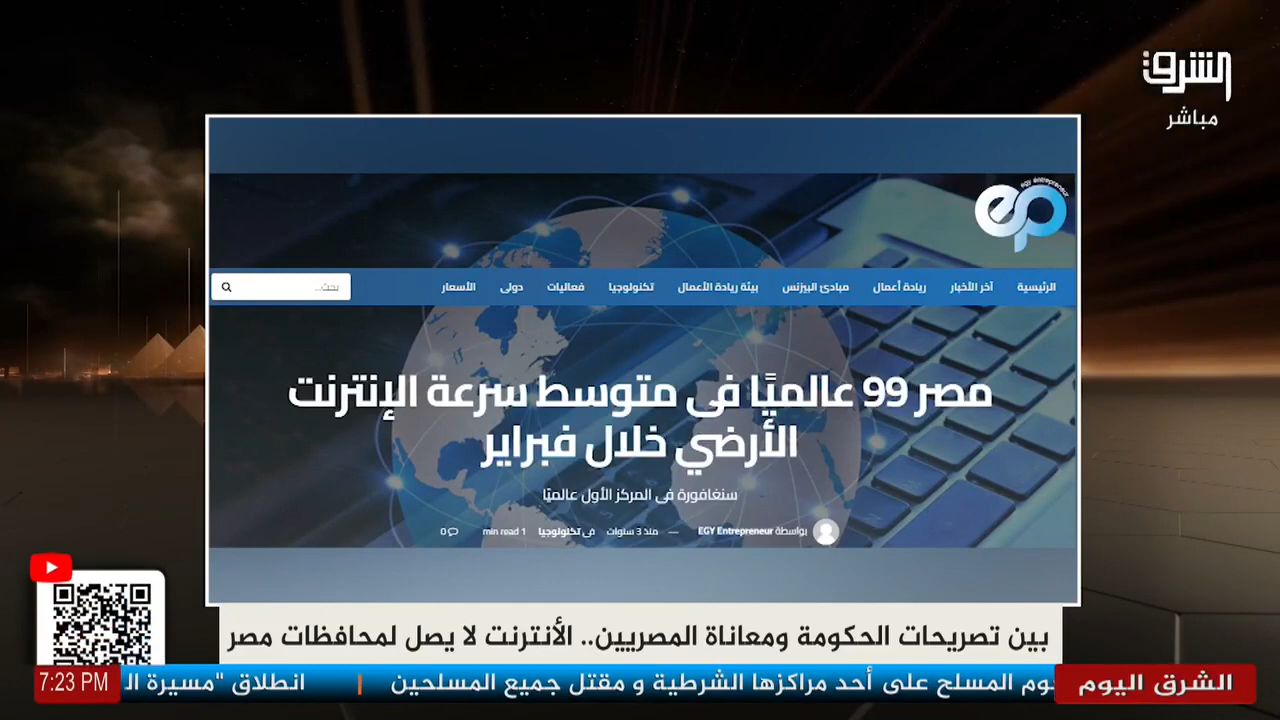 الشرق
مباشر
egy entrepreneur
ep
الرئيسية آخر الأخبار ريادة أعمال مبادئ البيزنس بيئة ريادة الأعمال تكنولوجيا فعاليات دولى الأسعار
بحث...
مصر 99 عالميًا فى متوسط سرعة الإنترنت
الأرضي خلال فبراير
سنغافورة فى المركز الأول عالميًا
بواسطة EGY Entrepreneur — منذ 3 سنوات فى تكنولوجيا 1 min read 0
بين تصريحات الحكومة ومعاناة المصريين.. الأنترنت لا يصل لمحافظات مصر
الشرق اليوم
المسلح على أحد مراكزها الشرطية و مقتل جميع المسلحين | انطلاق "مسيرة
7:23 PM